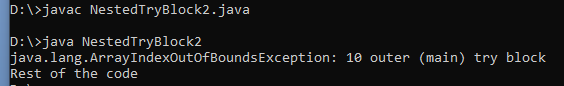 D:\>javac NestedTryBlock2.java
D:\>java NestedTryBlock2
java.lang.ArrayIndexOutOfBoundsException: 10 outer (main) try block
Rest of the code